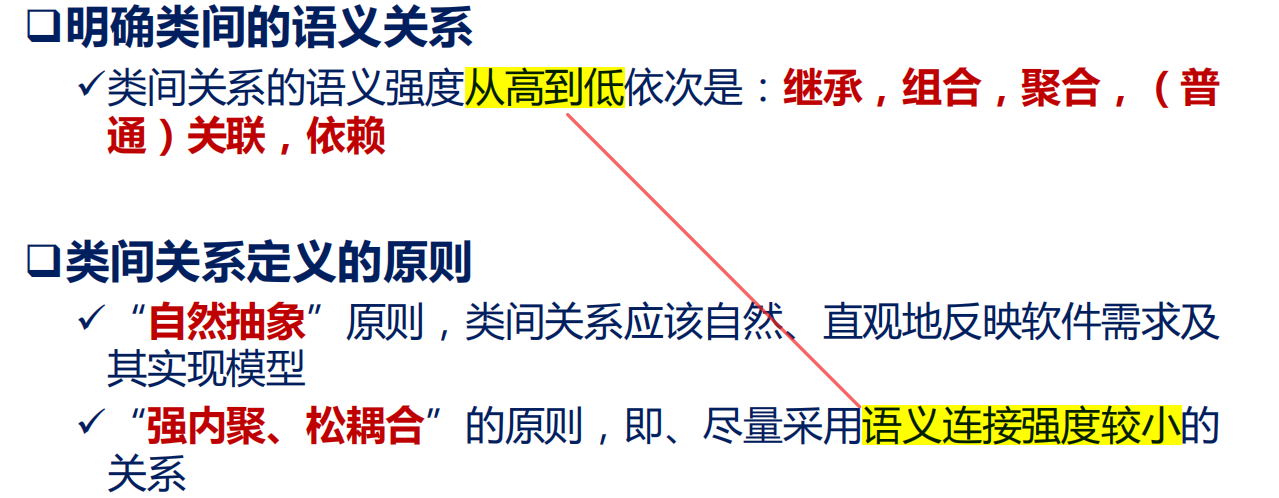 ❑明确类间的语义关系
✓类间关系的语义强度从高到低依次是：继承，组合，聚合，（普
通）关联，依赖
❑类间关系定义的原则
✓“自然抽象”原则，类间关系应该自然、直观地反映软件需求及
其实现模型
✓“强内聚、松耦合”的原则，即、尽量采用语义连接强度较小的
关系